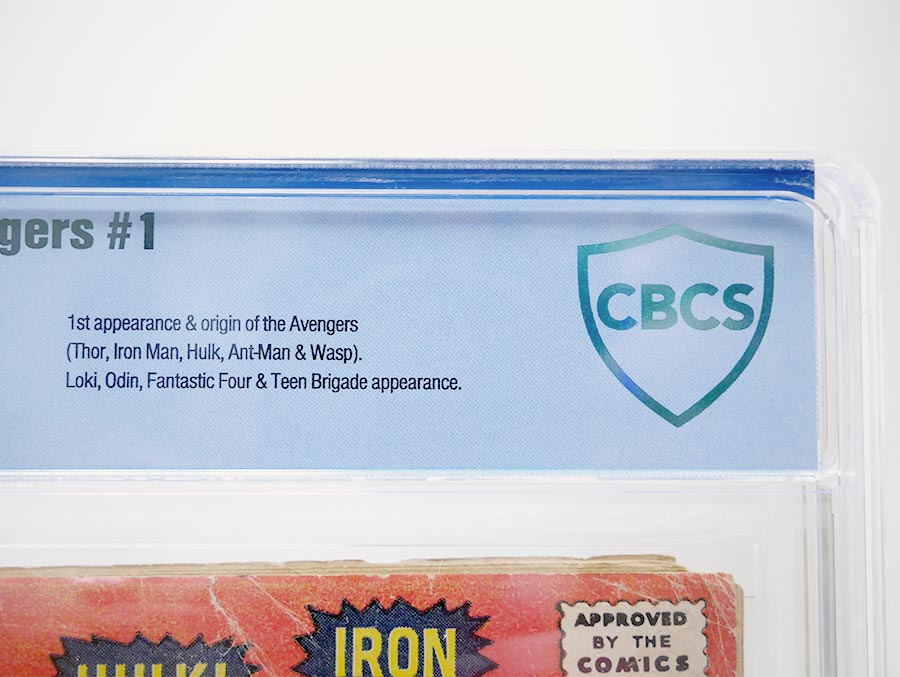 gers #1
CBCS
1st appearance & origin of the Avengers
(Thor, Iron Man, Hulk, Ant-Man & Wasp).
Loki, Odin, Fantastic Four & Teen Brigade appearance.
IRON
APPROVED
BY THE
COMICS